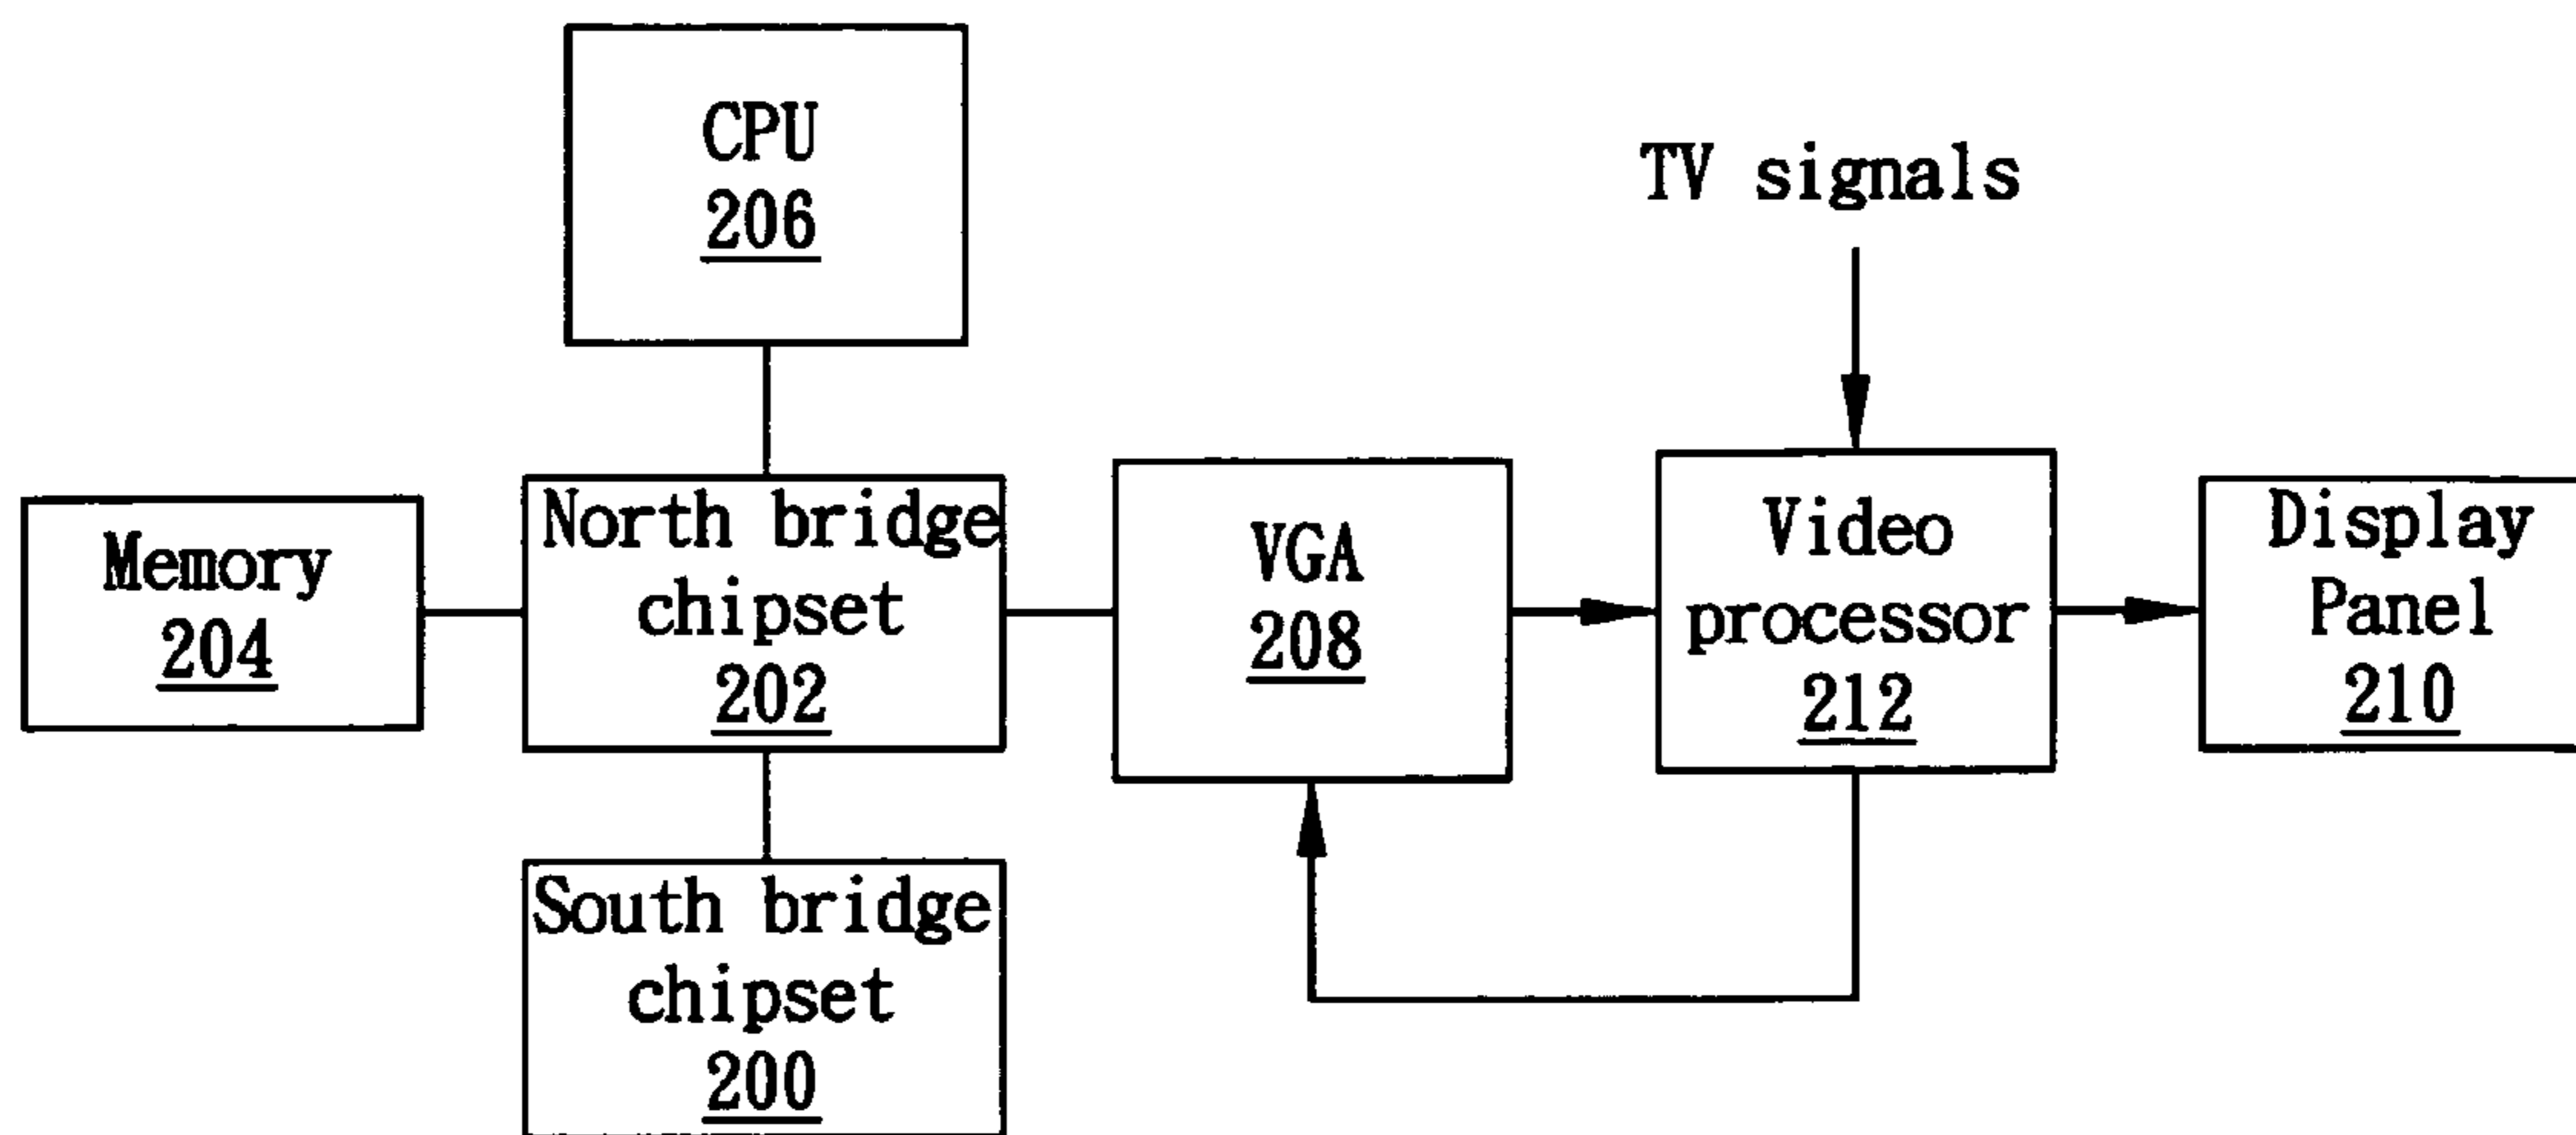 CPU
206
TV signals
Memory
204
North bridge
chipset
202
VGA
208
Video
processor
212
Display
Panel
210
South bridge
chipset
200